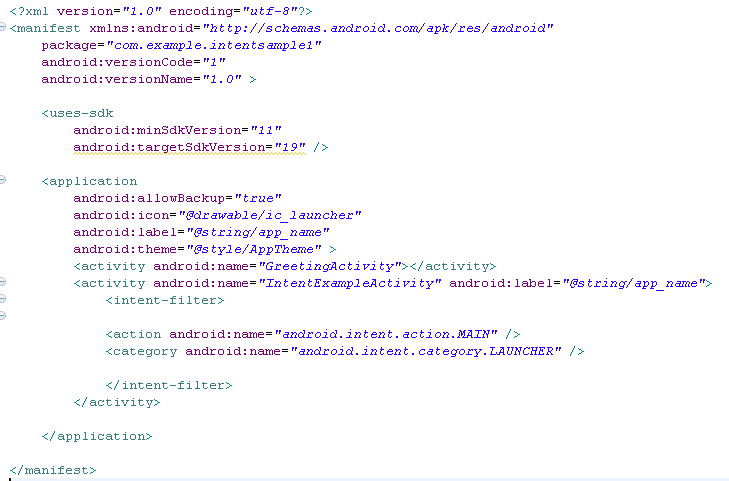 <?xml version="1.0" encoding="utf-8"?>
<manifest xmlns:android="http://schemas.android.com/apk/res/android"
    package="com.example.intentsample1"
    android:versionCode="1"
    android:versionName="1.0" >

    <uses-sdk
        android:minSdkVersion="11"
        android:targetSdkVersion="19" />

    <application
        android:allowBackup="true"
        android:icon="@drawable/ic_launcher"
        android:label="@string/app_name"
        android:theme="@style/AppTheme" >
        <activity android:name="GreetingActivity"></activity>
        <activity android:name="IntentExampleActivity" android:label="@string/app_name">
            <intent-filter>

            <action android:name="android.intent.action.MAIN" />
            <category android:name="android.intent.category.LAUNCHER" />

            </intent-filter>
        </activity>

    </application>

</manifest>